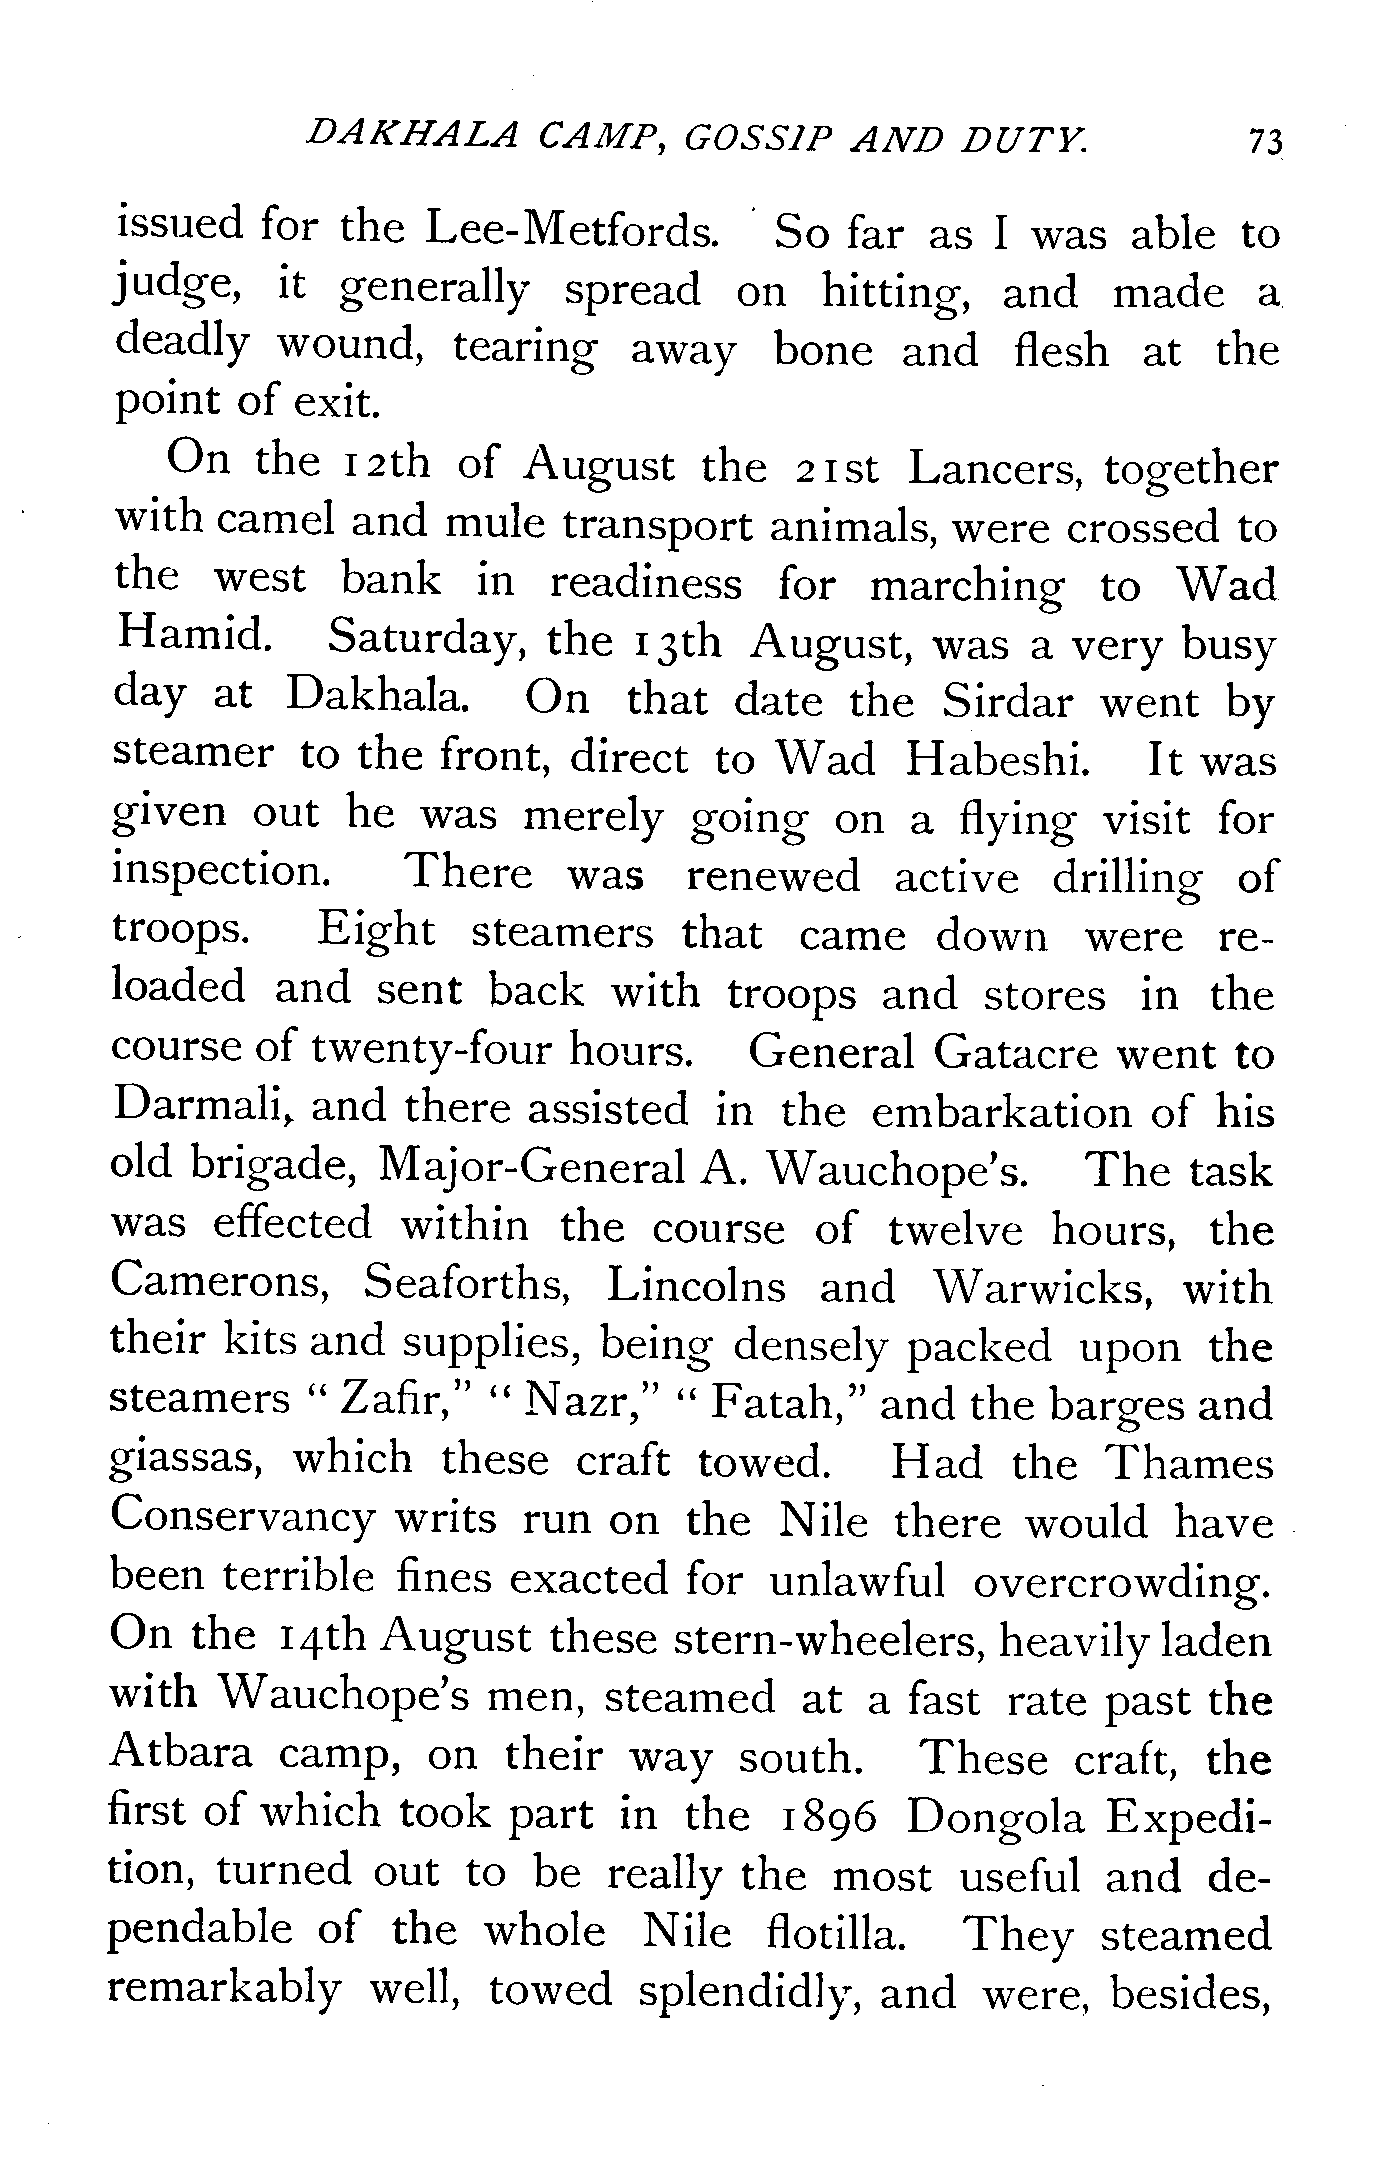 DAKHALA CAMP, GOSSIP AND DUTY. 73
issued for the Lee-Metfords. So far as I was able to
judge, it generally spread on hitting, and made a
deadly wound, tearing away bone and flesh at the
point of exit.
On the 12th of August the 21st Lancers, together
with camel and mule transport animals, were crossed to
the west bank in readiness for marching to Wad
Hamid. Saturday, the 13th August, was a very busy
day at Dakhala. On that date the Sirdar went by
steamer to the front, direct to Wad Habeshi. It was
given out he was merely going on a flying visit for
inspection. There was renewed active drilling of
troops. Eight steamers that came down were re-
loaded and sent back with troops and stores in the
course of twenty-four hours. General Gatacre went to
Darmali, and there assisted in the embarkation of his
old brigade, Major-General A. Wauchope's. The task
was effected within the course of twelve hours, the
Camerons, Seaforths, Lincolns and Warwicks, with
their kits and supplies, being densely packed upon the
steamers "Zafir," "Nazr," "Fatah," and the barges and
giassas, which these craft towed. Had the Thames
Conservancy writs run on the Nile there would have
been terrible fines exacted for unlawful overcrowding.
On the 14th August these stern-wheelers, heavily laden
with Wauchope's men, steamed at a fast rate past the
Atbara camp, on their way south. These craft, the
first of which took part in the 1896 Dongola Expedi-
tion, turned out to be really the most useful and de-
pendable of the whole Nile flotilla. They steamed
remarkably well, towed splendidly, and were, besides,